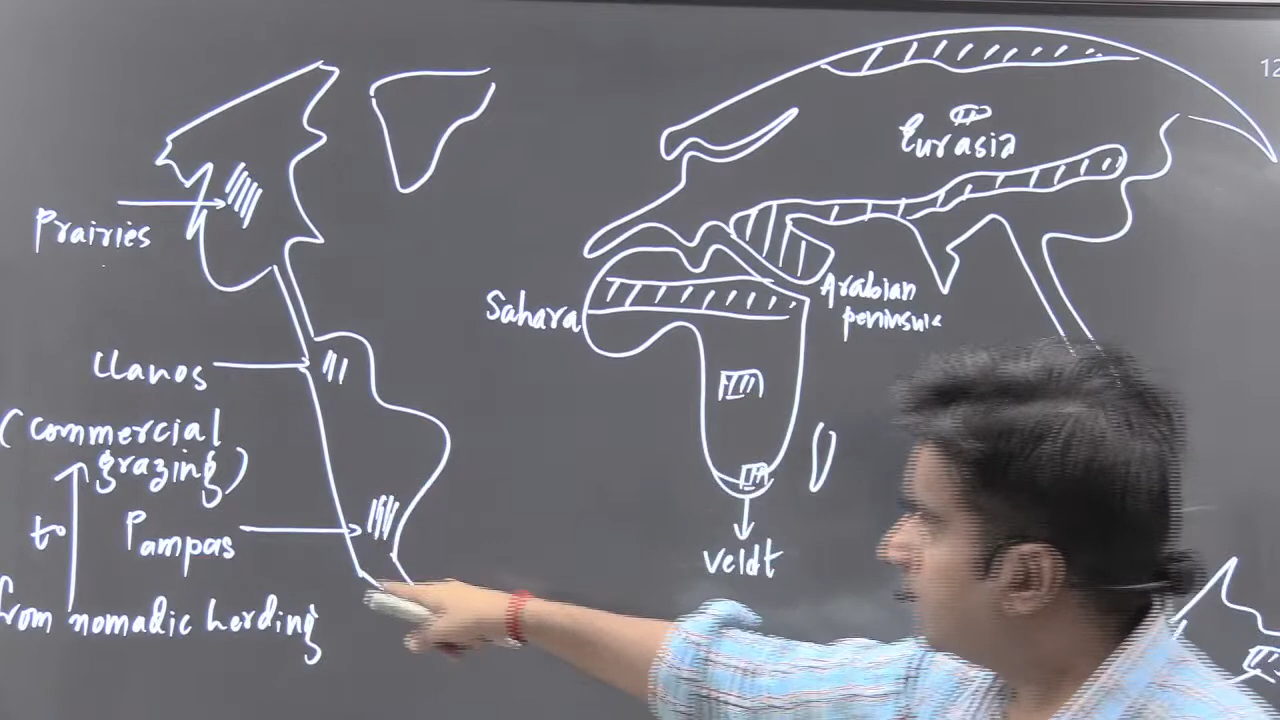 12
Eurasia
Prairies
Sahara
Arabian
peninsula
Llanos
(commercial
grazing)
to
Pampas
Veldt
from nomadic herding